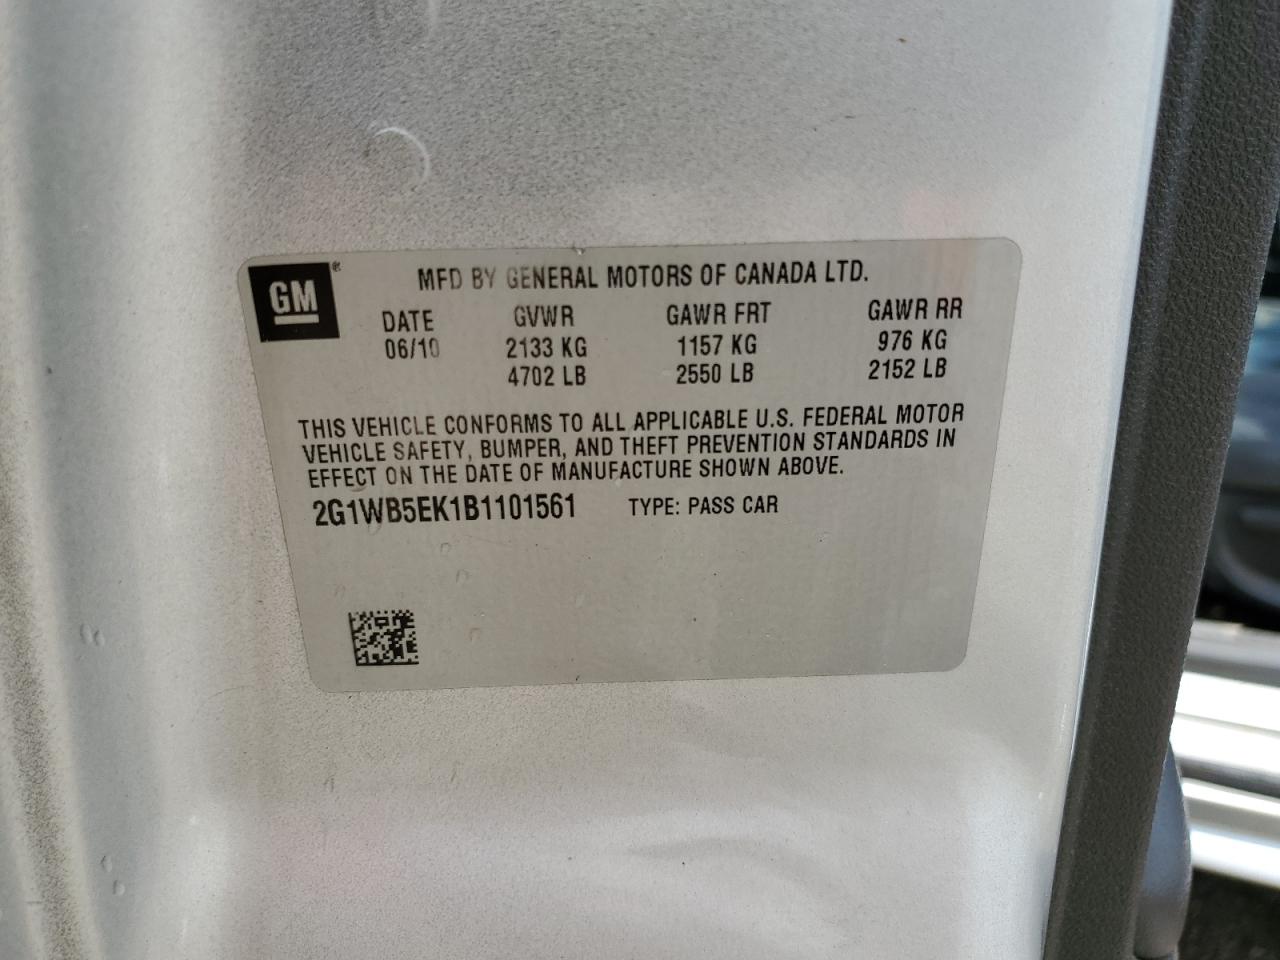 GM®
MFD BY GENERAL MOTORS OF CANADA LTD.
DATE GVWR GAWR FRT GAWR RR
06/10 2133 KG 1157 KG 976 KG
4702 LB 2550 LB 2152 LB
THIS VEHICLE CONFORMS TO ALL APPLICABLE U.S. FEDERAL MOTOR
VEHICLE SAFETY, BUMPER, AND THEFT PREVENTION STANDARDS IN
EFFECT ON THE DATE OF MANUFACTURE SHOWN ABOVE.
2G1WB5EK1B1101561 TYPE: PASS CAR